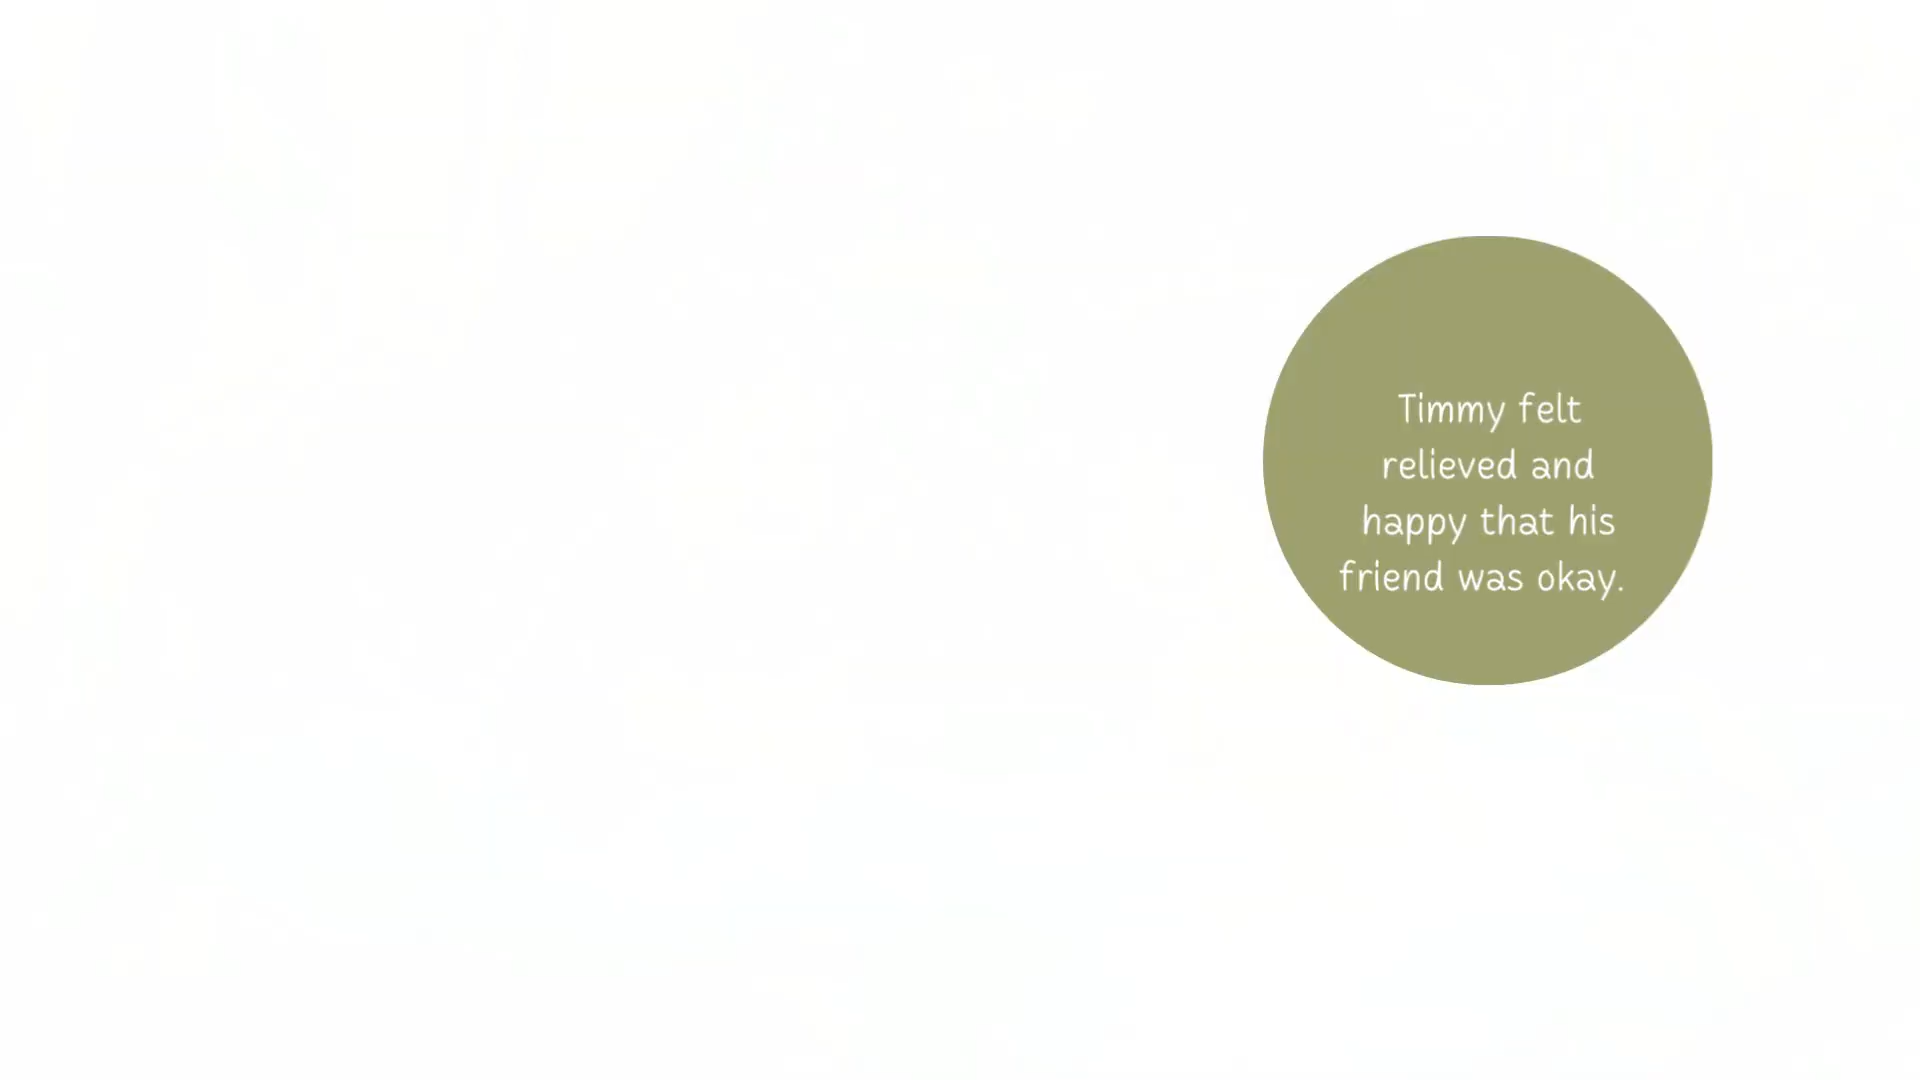 Timmy felt
relieved and
happy that his
friend was okay.